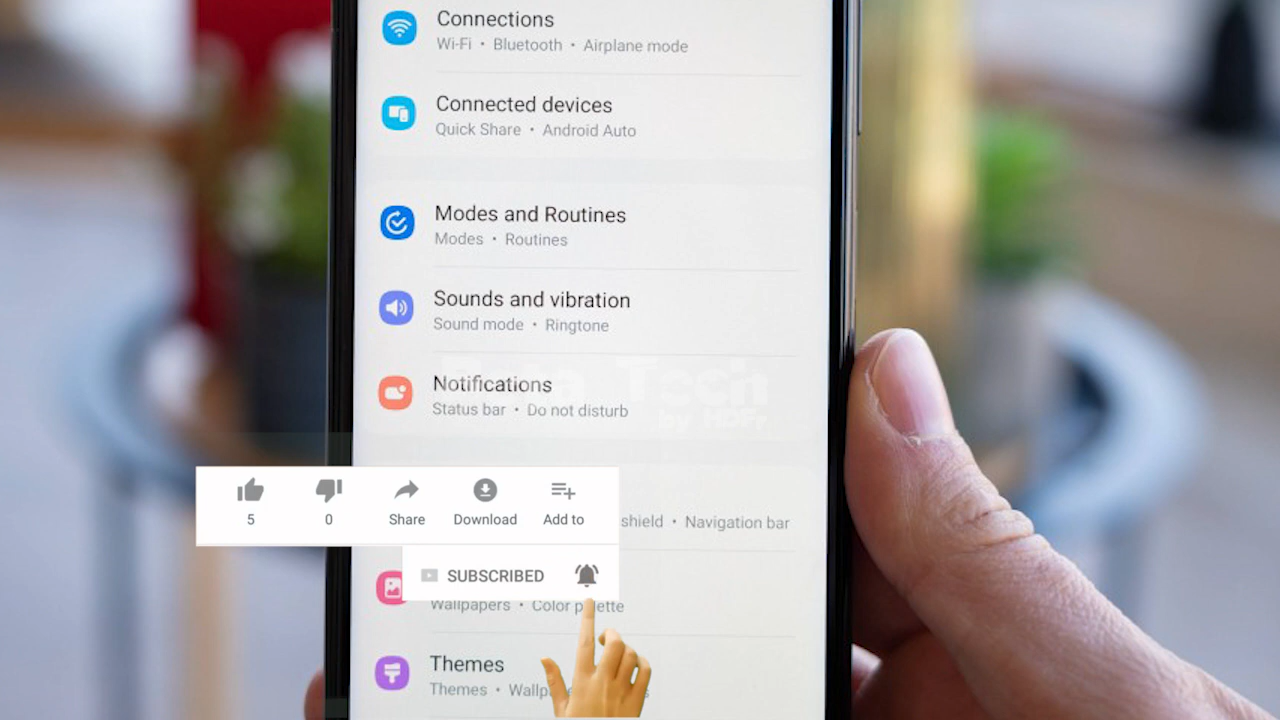 Connections
Wi-Fi • Bluetooth • Airplane mode
Connected devices
Quick Share • Android Auto
Modes and Routines
Modes • Routines
Sounds and vibration
Sound mode • Ringtone
Notifications
Status bar • Do not disturb
Tech
by
5
0
Share
Download
Add to
shield • Navigation bar
SUBSCRIBED
Wallpapers • Color palette
Themes
Themes •